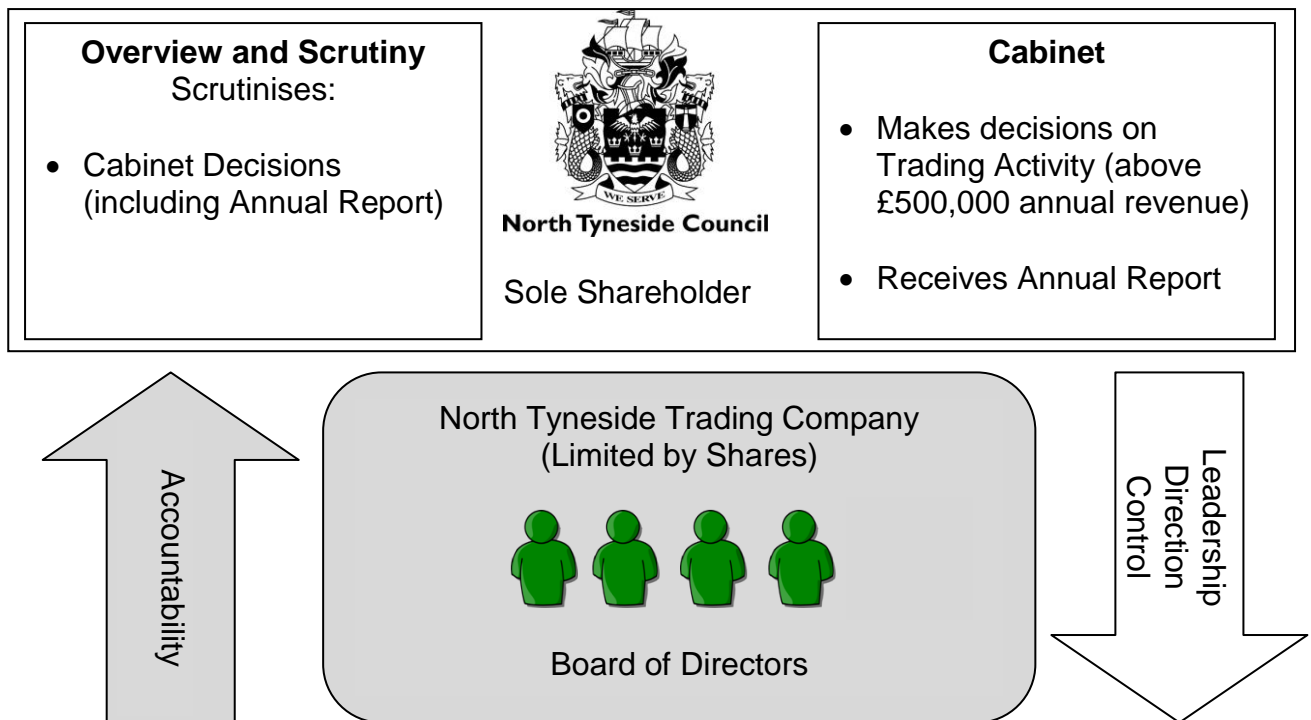 Overview and Scrutiny
Scrutinises:
• Cabinet Decisions
(including Annual Report)
WE SERVE
North Tyneside Council
Sole Shareholder
Cabinet
• Makes decisions on
Trading Activity (above
£500,000 annual revenue)
• Receives Annual Report
Accountability
North Tyneside Trading Company
(Limited by Shares)
Board of Directors
Leadership
Direction
Control